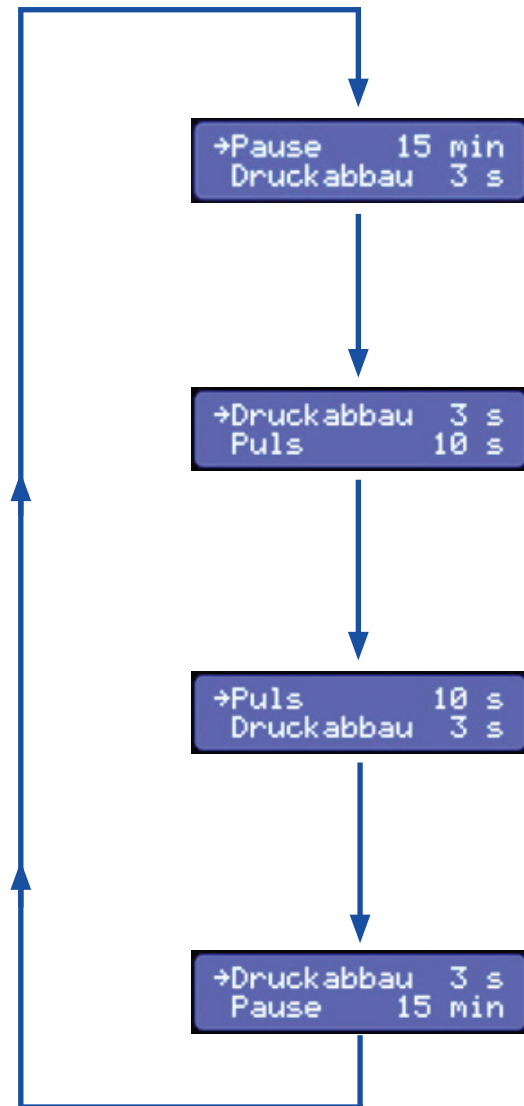 →Pause 15 min
Druckabbau 3 s
→Druckabbau 3 s
Puls 10 s
→Puls 10 s
Druckabbau 3 s
→Druckabbau 3 s
Pause 15 min